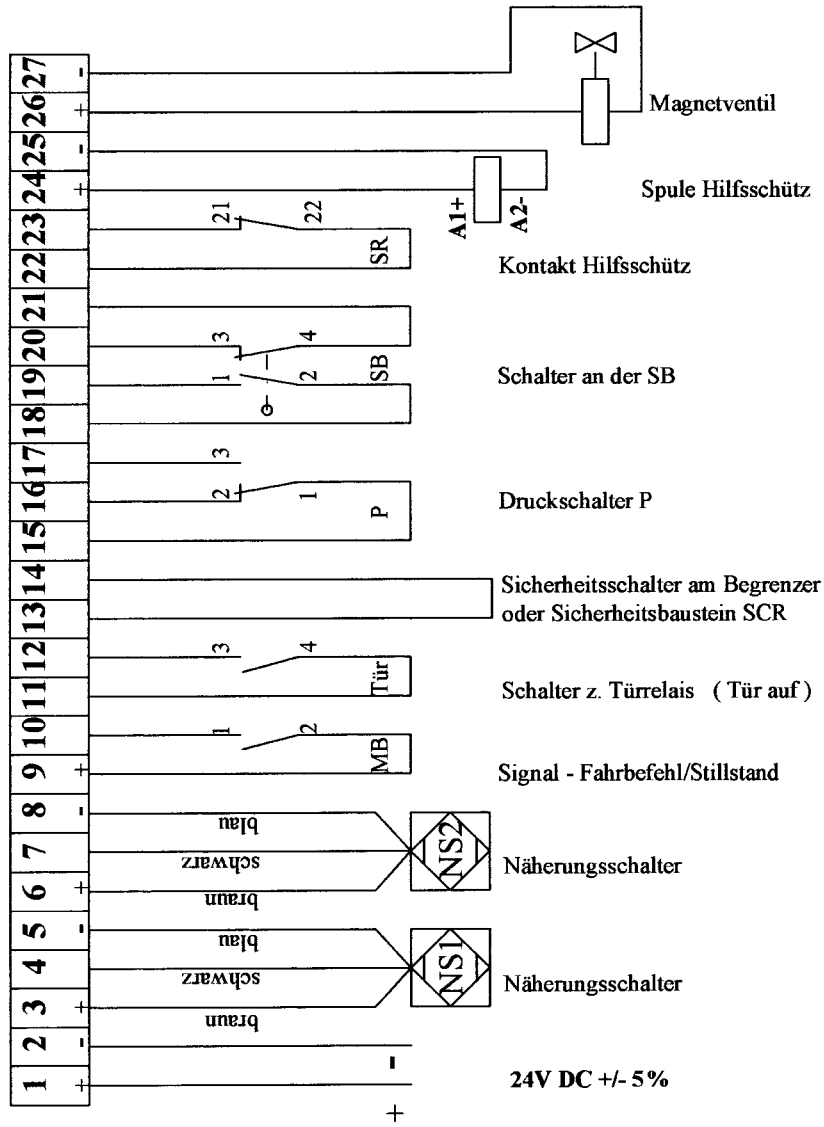 27 -
26 +
Magnetventil
25 -
24 +
A1+
A2-
Spule Hilfsschütz
23
21
22
22
SR
Kontakt Hilfsschütz
21
20
3
4
19
1
2
SB
Schalter an der SB
18
17
3
16
2
1
P
Druckschalter P
15
14
13
Sicherheitsschalter am Begrenzer
oder Sicherheitsbaustein SCR
12
3
4
11
Tür
Schalter z. Türrelais ( Tür auf )
10
1
2
9 +
MB
Signal - Fahrbefehl/Stillstand
8 -
blau
7
schwarz
NS2
Näherungsschalter
6 +
braun
5 -
blau
4
schwarz
NS1
Näherungsschalter
3 +
braun
2 -
-
24V DC +/- 5%
1 +
+